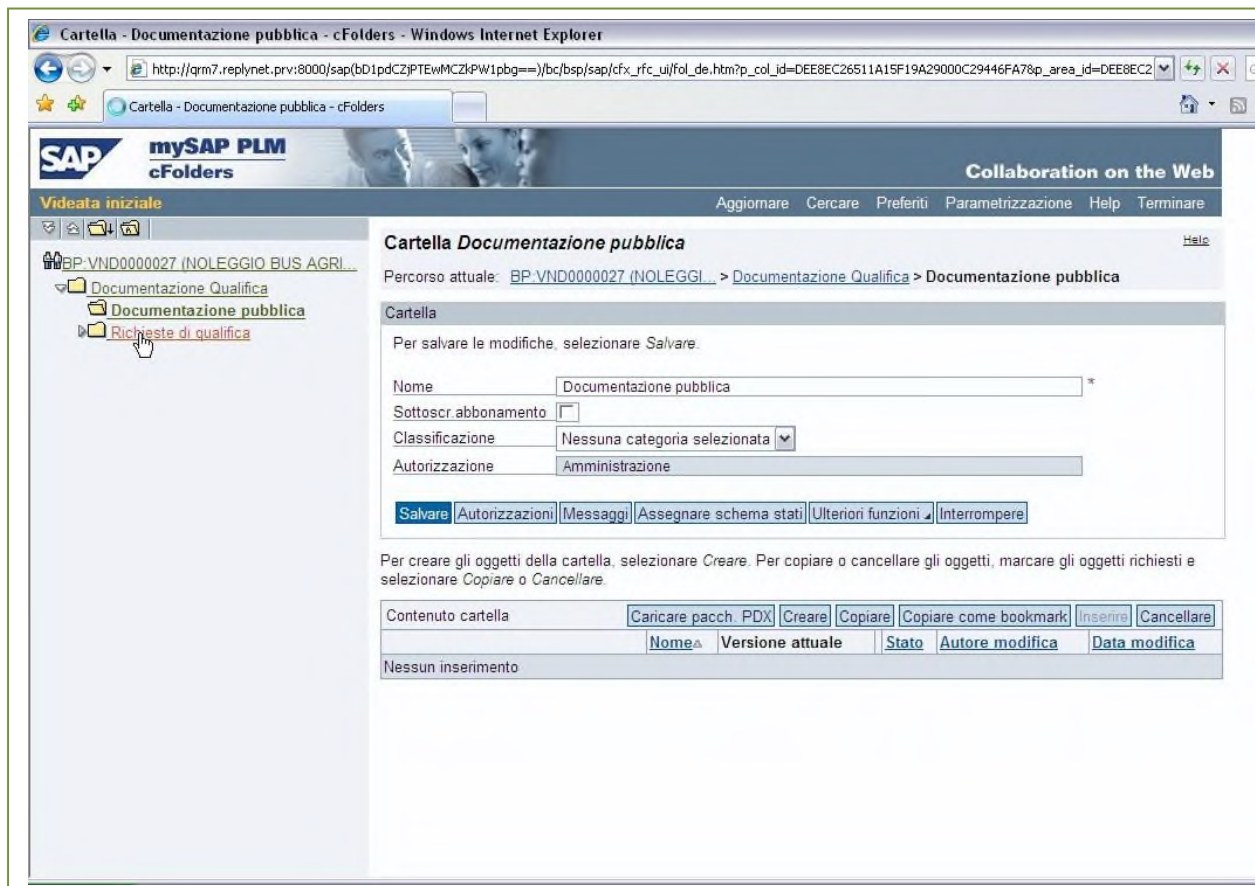 Cartella - Documentazione pubblica - cFolders - Windows Internet Explorer
http://qrm7.replynet.prv:8000/sap(bD1pdCZjPTEwMCZkPW1pbg==)/bc/bsp/sap/cfx_rfc_ui/fol_de.htm?p_col_id=DEE8EC26511A15F19A29000C29446FA7&p_area_id=DEE8EC2
Cartella - Documentazione pubblica - cFolders
SAP
mySAP PLM
cFolders
Collaboration on the Web
Videata iniziale
Aggiornare Cercare Preferiti Parametrizzazione Help Terminare
BP:VND0000027 (NOLEGGIO BUS AGRI...
Documentazione Qualifica
Documentazione pubblica
Richieste di qualifica
Cartella Documentazione pubblica
Help
Percorso attuale: BP:VND0000027 (NOLEGGI... > Documentazione Qualifica > Documentazione pubblica
Cartella
Per salvare le modifiche, selezionare Salvare.
Nome Documentazione pubblica *
Sottoscr.abbonamento
Classificazione Nessuna categoria selezionata
Autorizzazione Amministrazione
Salvare Autorizzazioni Messaggi Assegnare schema stati Ulteriori funzioni Interrompere
Per creare gli oggetti della cartella, selezionare Creare. Per copiare o cancellare gli oggetti, marcare gli oggetti richiesti e
selezionare Copiare o Cancellare.
Contenuto cartella Caricare pacch. PDX Creare Copiare Copiare come bookmark Inserire Cancellare
Nome Versione attuale Stato Autore modifica Data modifica
Nessun inserimento